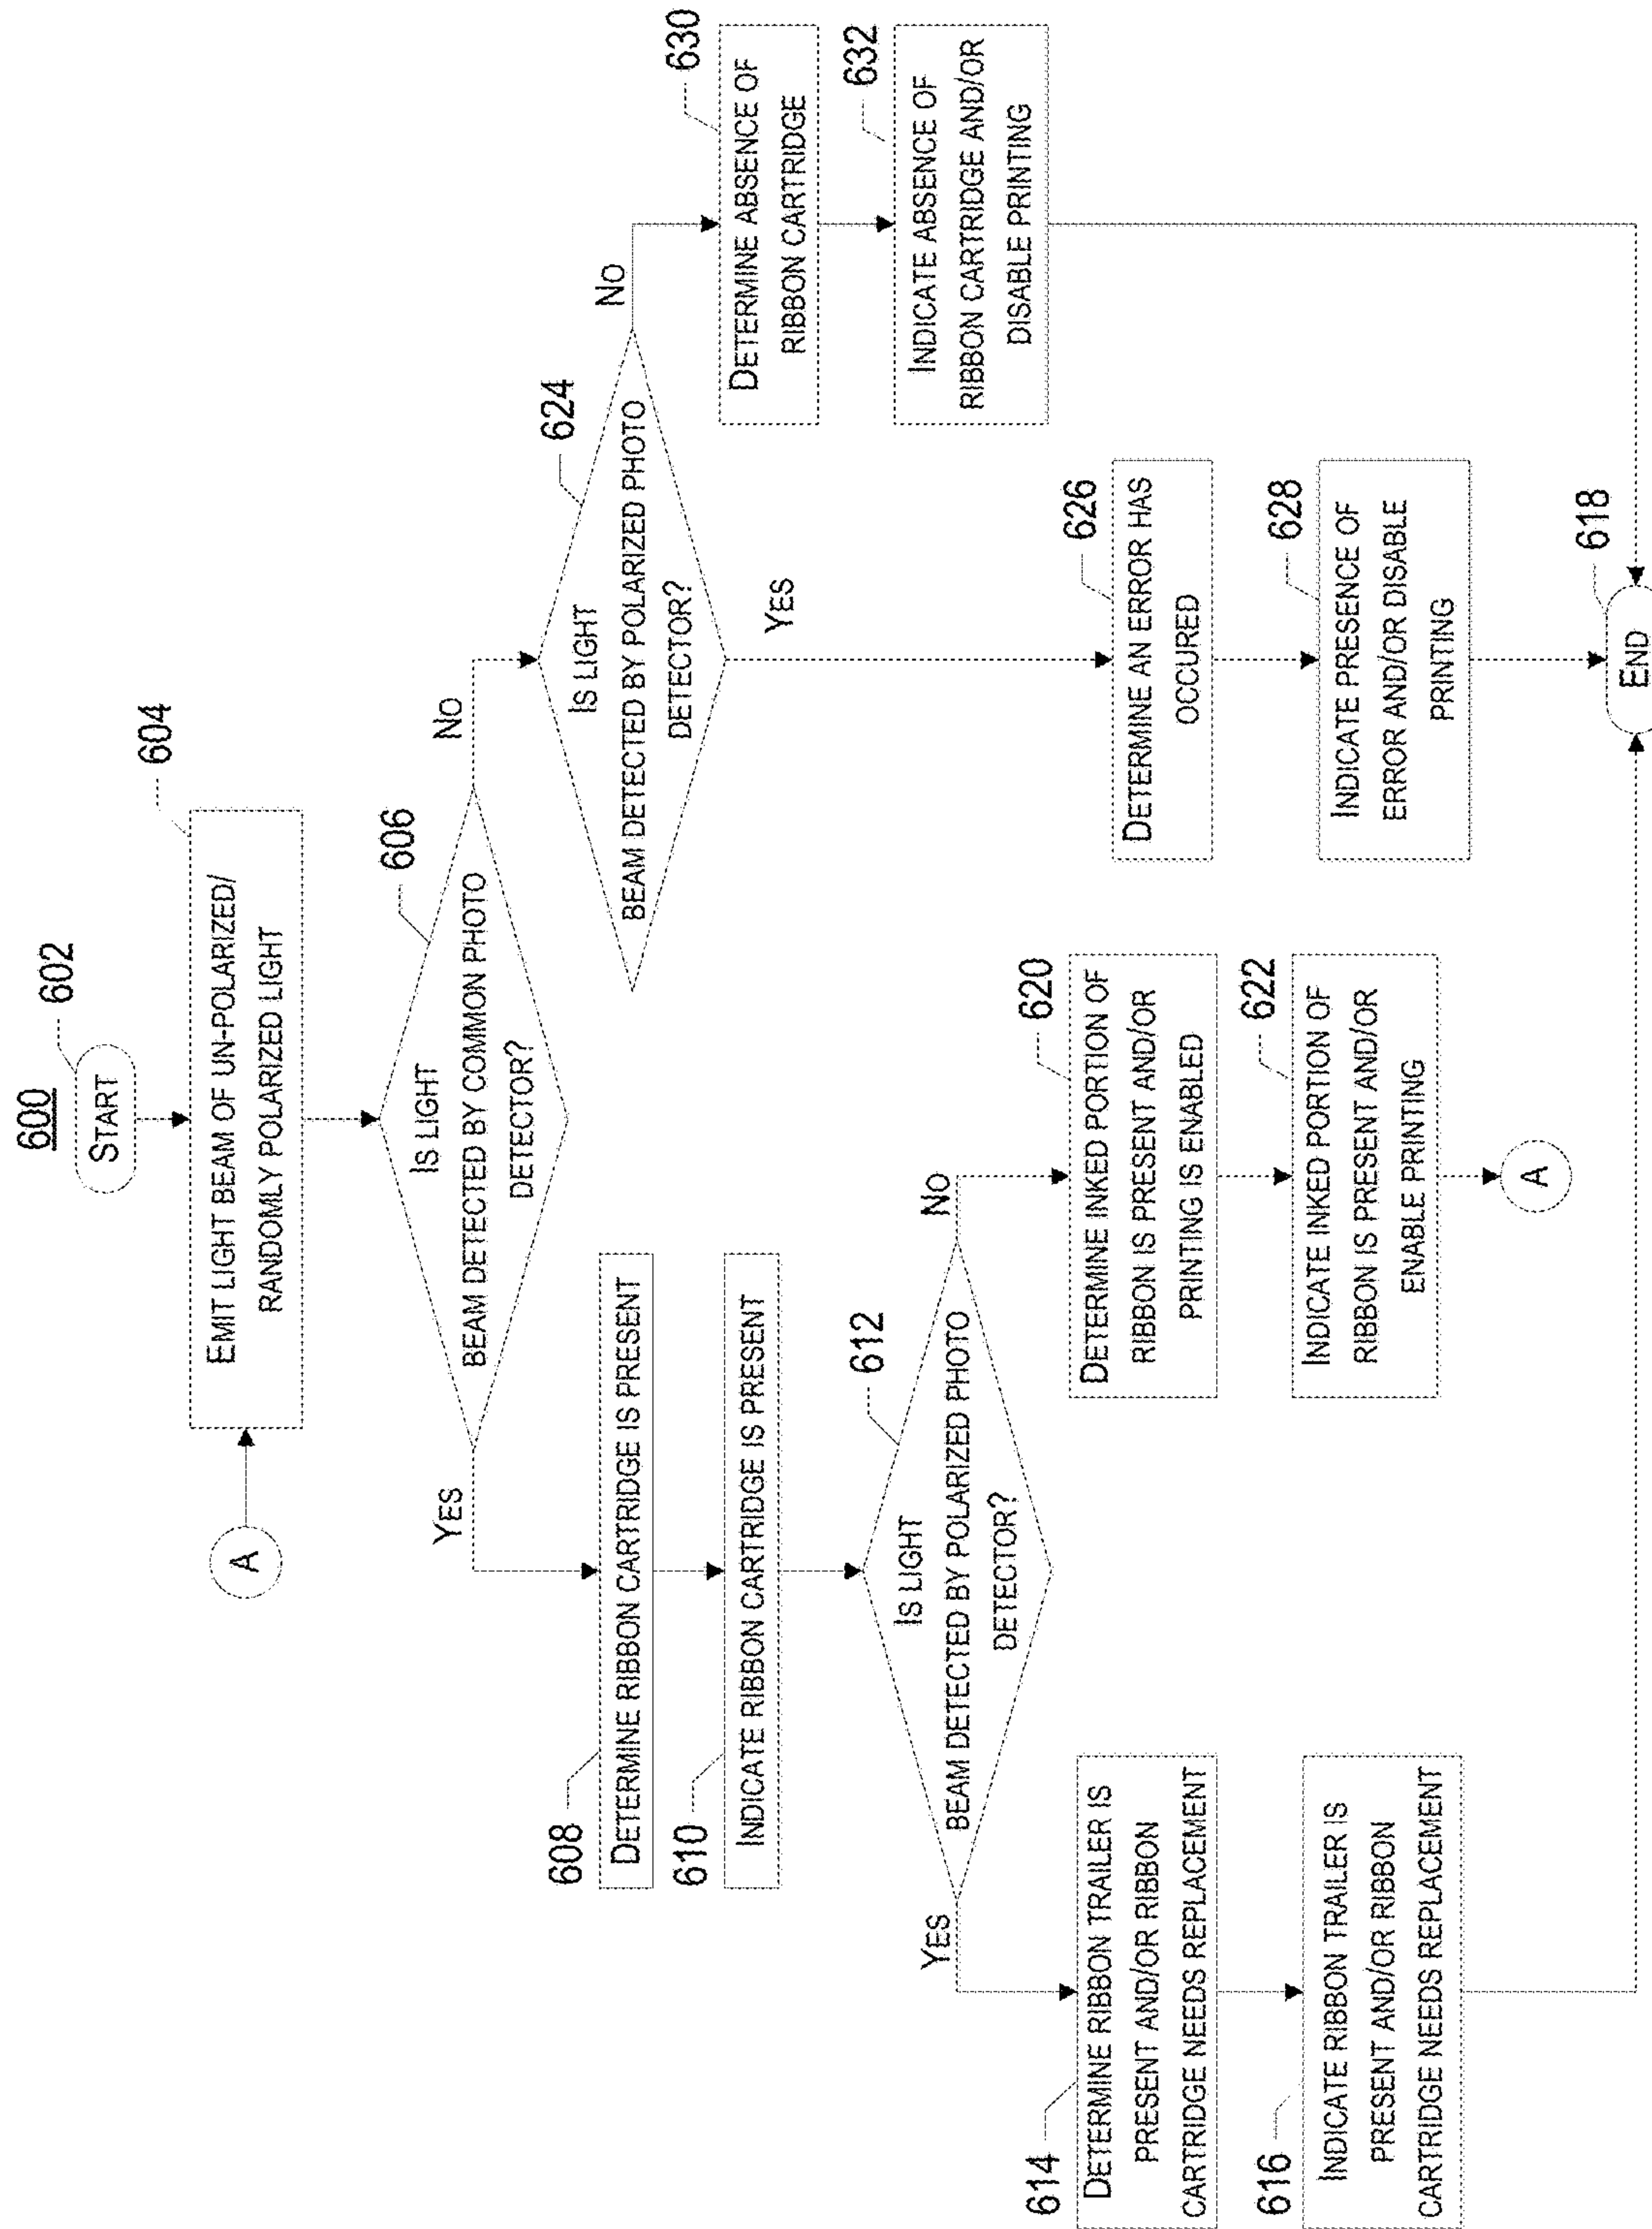 600
602
START
604
EMIT LIGHT BEAM OF UN-POLARIZED/
RANDOMLY POLARIZED LIGHT
A
606
IS LIGHT
BEAM DETECTED BY COMMON PHOTO
DETECTOR?
YES
NO
608
DETERMINE RIBBON CARTRIDGE IS PRESENT
610
INDICATE RIBBON CARTRIDGE IS PRESENT
612
IS LIGHT
BEAM DETECTED BY POLARIZED PHOTO
DETECTOR?
YES
NO
614
DETERMINE RIBBON TRAILER IS
PRESENT AND/OR RIBBON
CARTRIDGE NEEDS REPLACEMENT
616
INDICATE RIBBON TRAILER IS
PRESENT AND/OR RIBBON
CARTRIDGE NEEDS REPLACEMENT
620
DETERMINE INKED PORTION OF
RIBBON IS PRESENT AND/OR
PRINTING IS ENABLED
622
INDICATE INKED PORTION OF
RIBBON IS PRESENT AND/OR
ENABLE PRINTING
A
624
IS LIGHT
BEAM DETECTED BY POLARIZED PHOTO
DETECTOR?
YES
NO
626
DETERMINE AN ERROR HAS
OCCURED
628
INDICATE PRESENCE OF
ERROR AND/OR DISABLE
PRINTING
630
DETERMINE ABSENCE OF
RIBBON CARTRIDGE
632
INDICATE ABSENCE OF
RIBBON CARTRIDGE AND/OR
DISABLE PRINTING
618
END